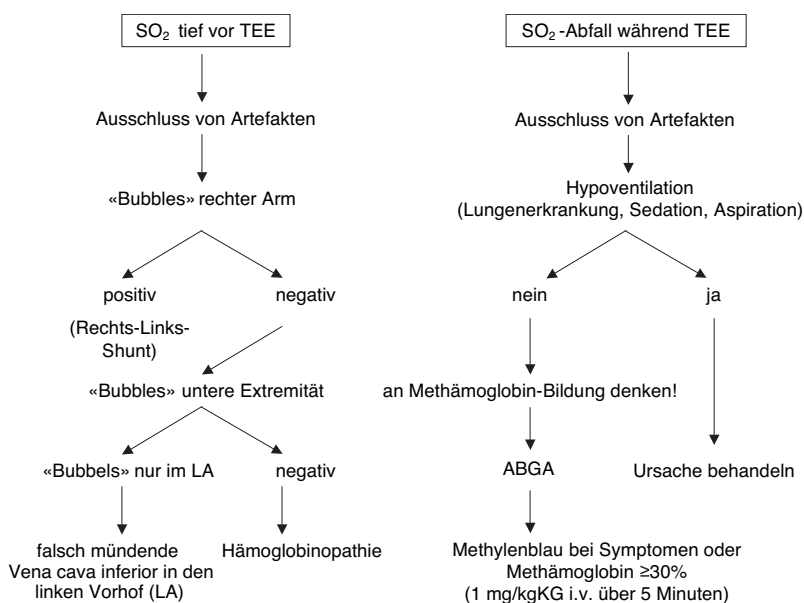 SO₂ tief vor TEE
Ausschluss von Artefakten
«Bubbles» rechter Arm
positiv
negativ
(Rechts-Links-
Shunt)
«Bubbles» untere Extremität
«Bubbels» nur im LA
negativ
falsch mündende
Vena cava inferior in den
linken Vorhof (LA)
Hämoglobinopathie
SO₂ -Abfall während TEE
Ausschluss von Artefakten
Hypoventilation
(Lungenerkrankung, Sedation, Aspiration)
nein
ja
an Methämoglobin-Bildung denken!
ABGA
Ursache behandeln
Methylenblau bei Symptomen oder
Methämoglobin ≥30%
(1 mg/kgKG i.v. über 5 Minuten)